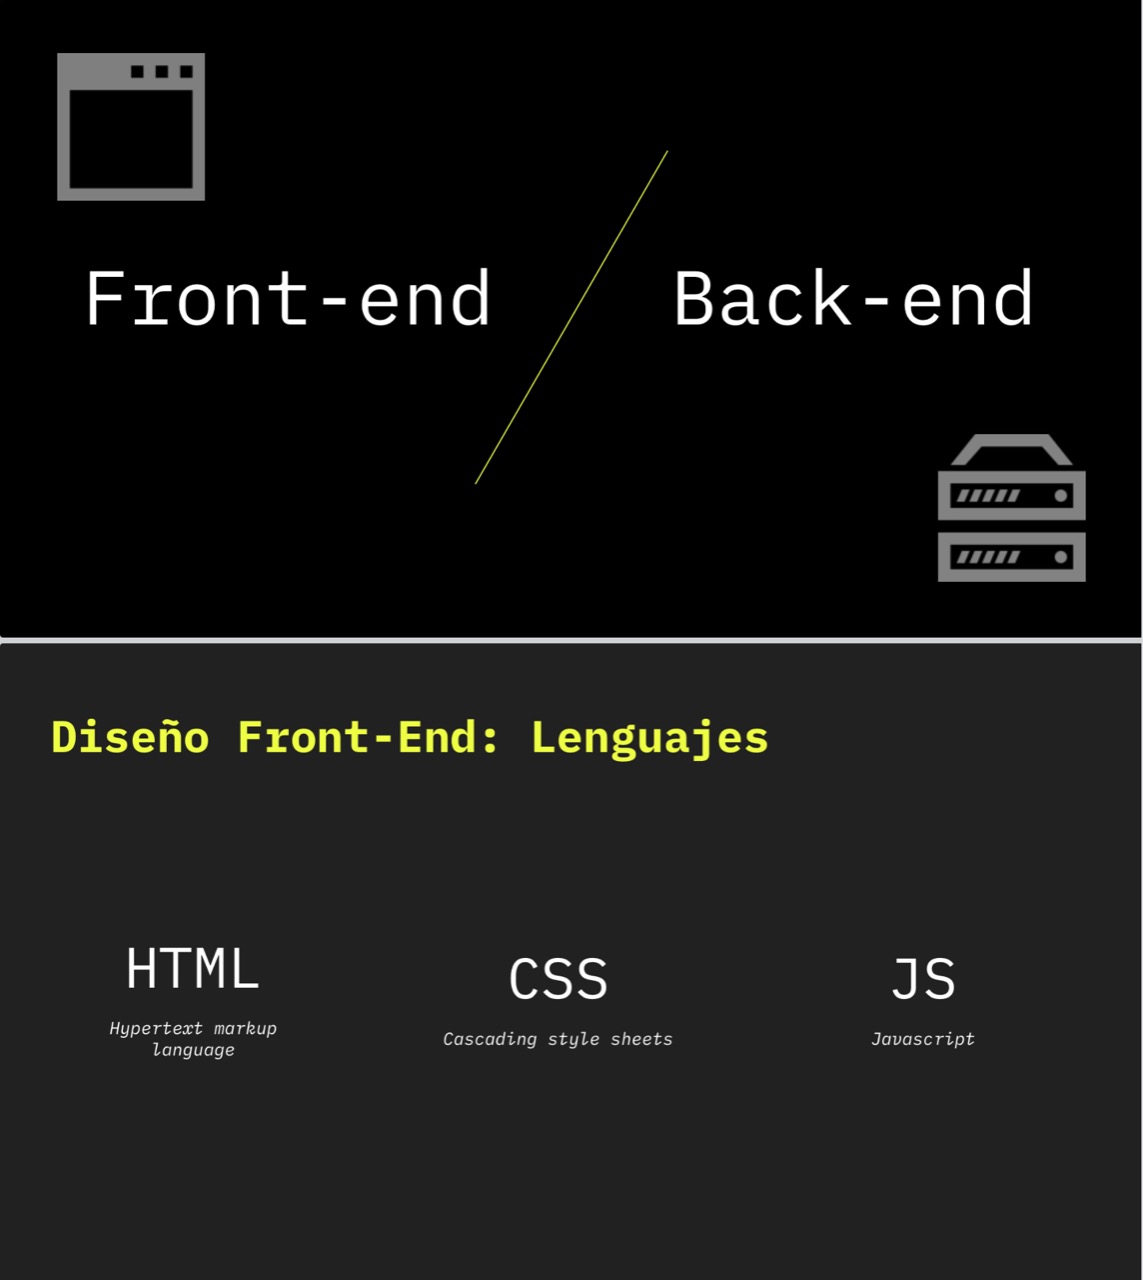 Front-end
Back-end
Diseño Front-End: Lenguajes
HTML
Hypertext markup
language
CSS
Cascading style sheets
JS
Javascript